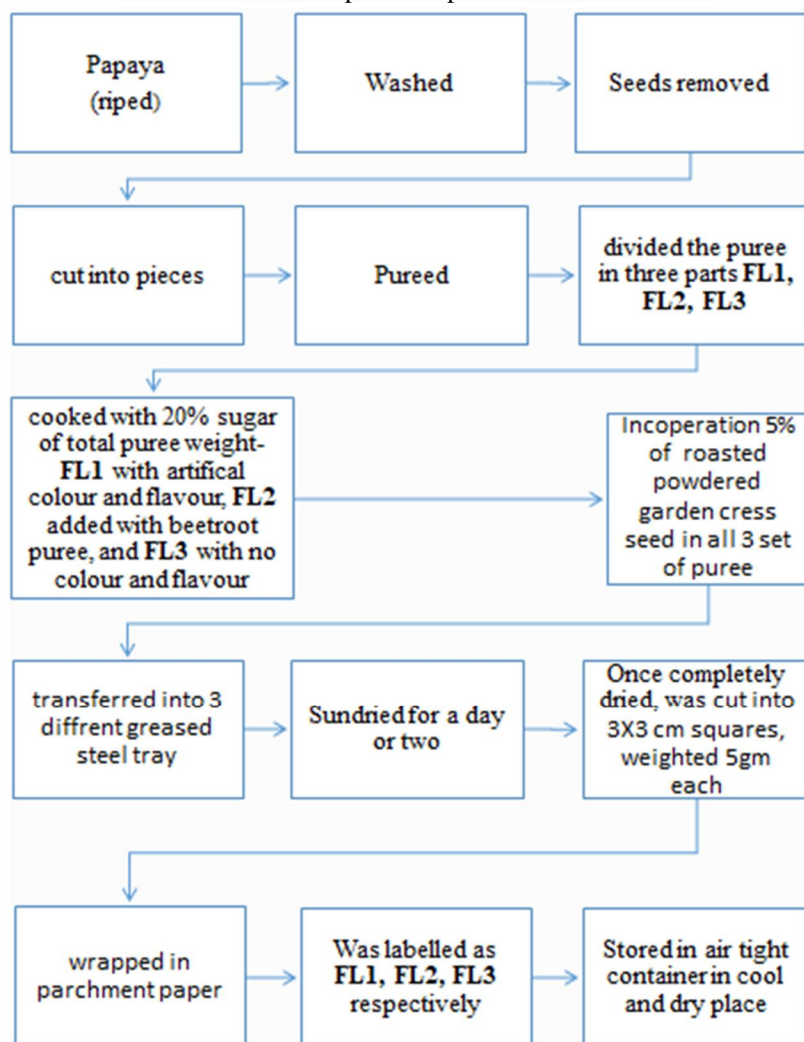 Papaya
(riped)
Washed
Seeds removed
cut into pieces
Pureed
divided the puree
in three parts FL1,
FL2, FL3
cooked with 20% sugar
of total puree weight-
FL1 with artifical
colour and flavour, FL2
added with beetroot
puree, and FL3 with no
colour and flavour
Incoperation 5%
of roasted
powdered
garden cress
seed in all 3 set
of puree
transferred into 3
diffrent greased
steel tray
Sundried for a day
or two
Once completely
dried, was cut into
3X3 cm squares,
weighted 5gm
each
wrapped in
parchment paper
Was labelled as
FL1, FL2, FL3
respectively
Stored in air tight
container in cool
and dry place